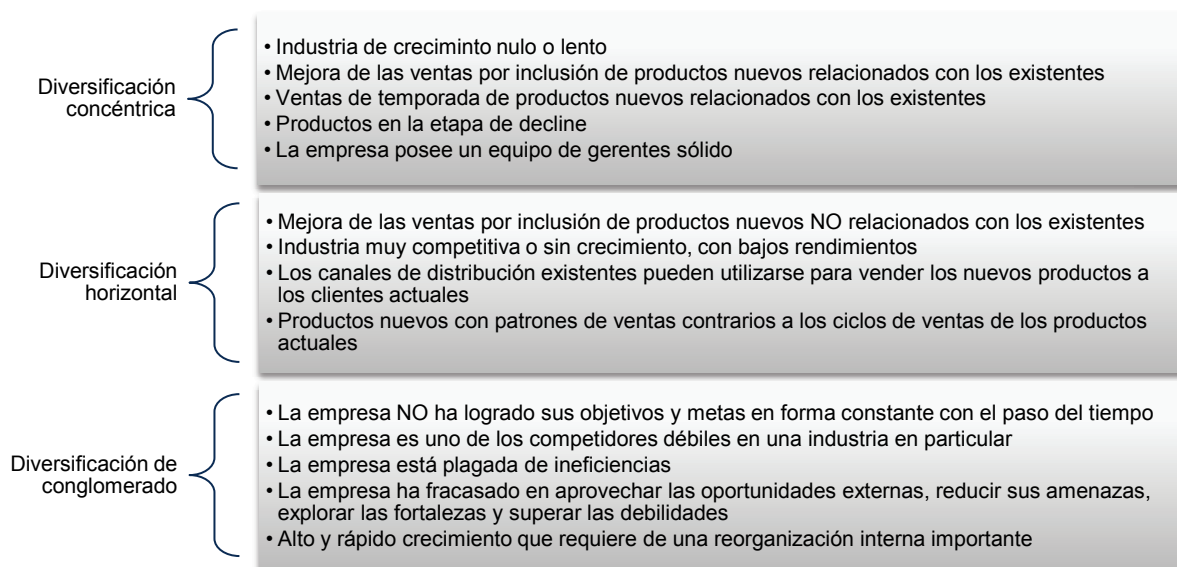 Diversificación
concéntrica
• Industria de creciminto nulo o lento
• Mejora de las ventas por inclusión de productos nuevos relacionados con los existentes
• Ventas de temporada de productos nuevos relacionados con los existentes
• Productos en la etapa de decline
• La empresa posee un equipo de gerentes sólido
Diversificación
horizontal
• Mejora de las ventas por inclusión de productos nuevos NO relacionados con los existentes
• Industria muy competitiva o sin crecimiento, con bajos rendimientos
• Los canales de distribución existentes pueden utilizarse para vender los nuevos productos a
los clientes actuales
• Productos nuevos con patrones de ventas contrarios a los ciclos de ventas de los productos
actuales
Diversificación de
conglomerado
• La empresa NO ha logrado sus objetivos y metas en forma constante con el paso del tiempo
• La empresa es uno de los competidores débiles en una industria en particular
• La empresa está plagada de ineficiencias
• La empresa ha fracasado en aprovechar las oportunidades externas, reducir sus amenazas,
explorar las fortalezas y superar las debilidades
• Alto y rápido crecimiento que requiere de una reorganización interna importante